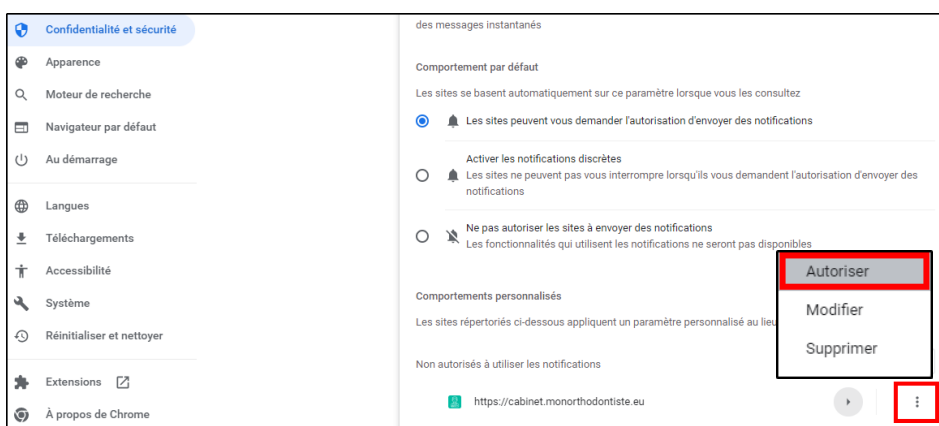 Confidentialité et sécurité
Apparence
Moteur de recherche
Navigateur par défaut
Au démarrage
Langues
Téléchargements
Accessibilité
Système
Réinitialiser et nettoyer
Extensions
À propos de Chrome
des messages instantanés
Comportement par défaut
Les sites se basent automatiquement sur ce paramètre lorsque vous les consultez
Les sites peuvent vous demander l'autorisation d'envoyer des notifications
Activer les notifications discrètes
Les sites ne peuvent pas vous interrompre lorsqu'ils vous demandent l'autorisation d'envoyer des
notifications
Ne pas autoriser les sites à envoyer des notifications
Les fonctionnalités qui utilisent les notifications ne seront pas disponibles
Comportements personnalisés
Les sites répertoriés ci-dessous appliquent un paramètre personnalisé au lieu
Autoriser
Modifier
Supprimer
Non autorisés à utiliser les notifications
https://cabinet.monorthodontiste.eu